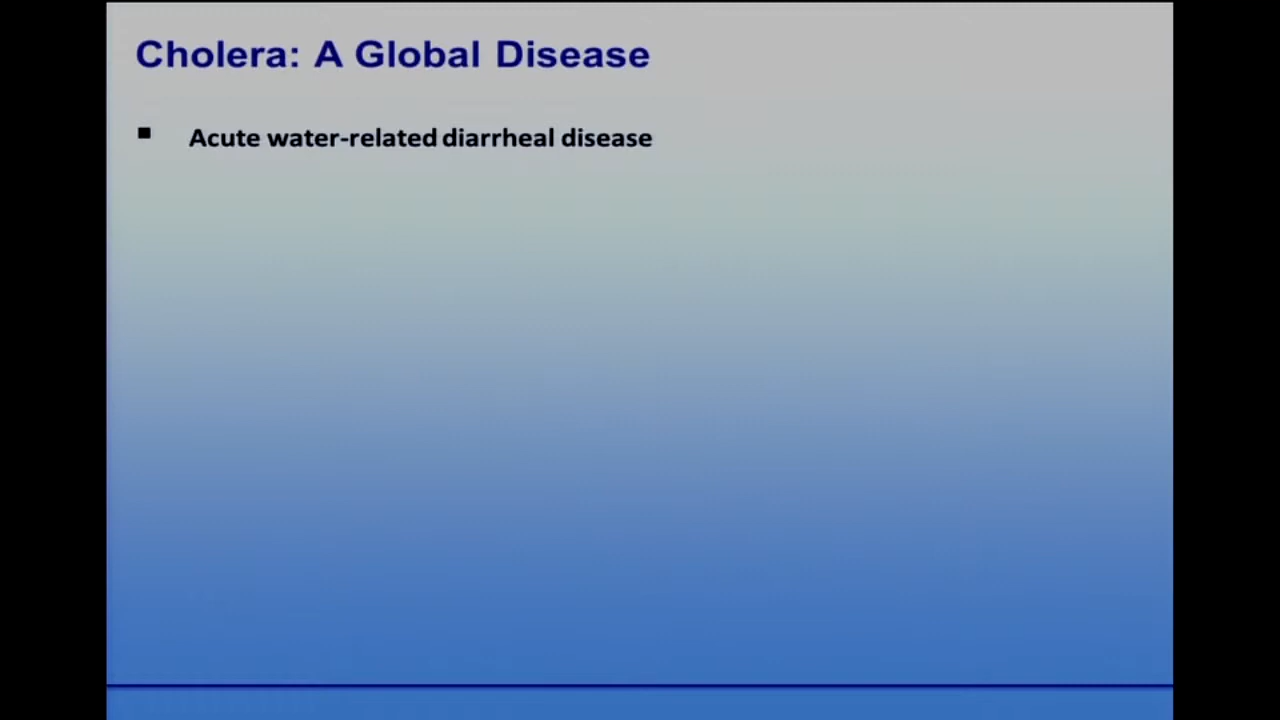 Cholera: A Global Disease
▪ Acute water-related diarrheal disease